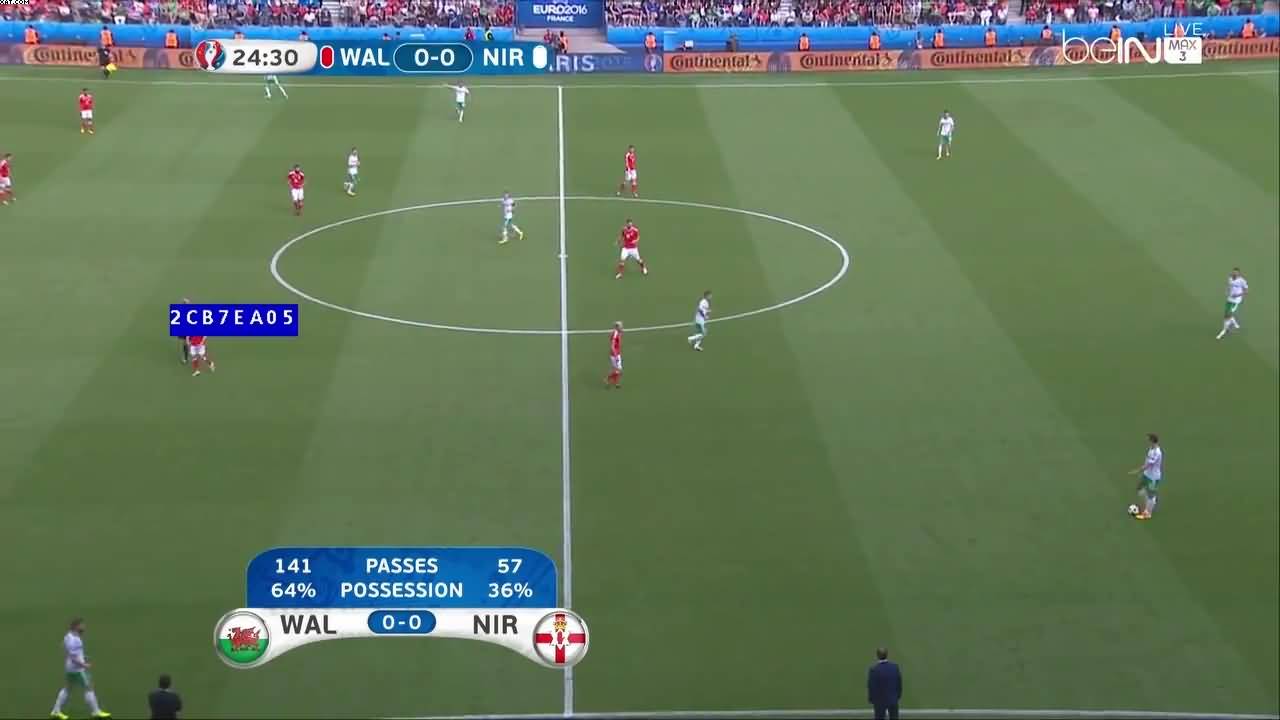 EURO2016
FRANCE
LIVE
beIN MAX
3
24:30 WAL 0-0 NIR
Continental
Continental
Continental
Continental
2CB7EA05
141 PASSES 57
64% POSSESSION 36%
WAL 0-0 NIR